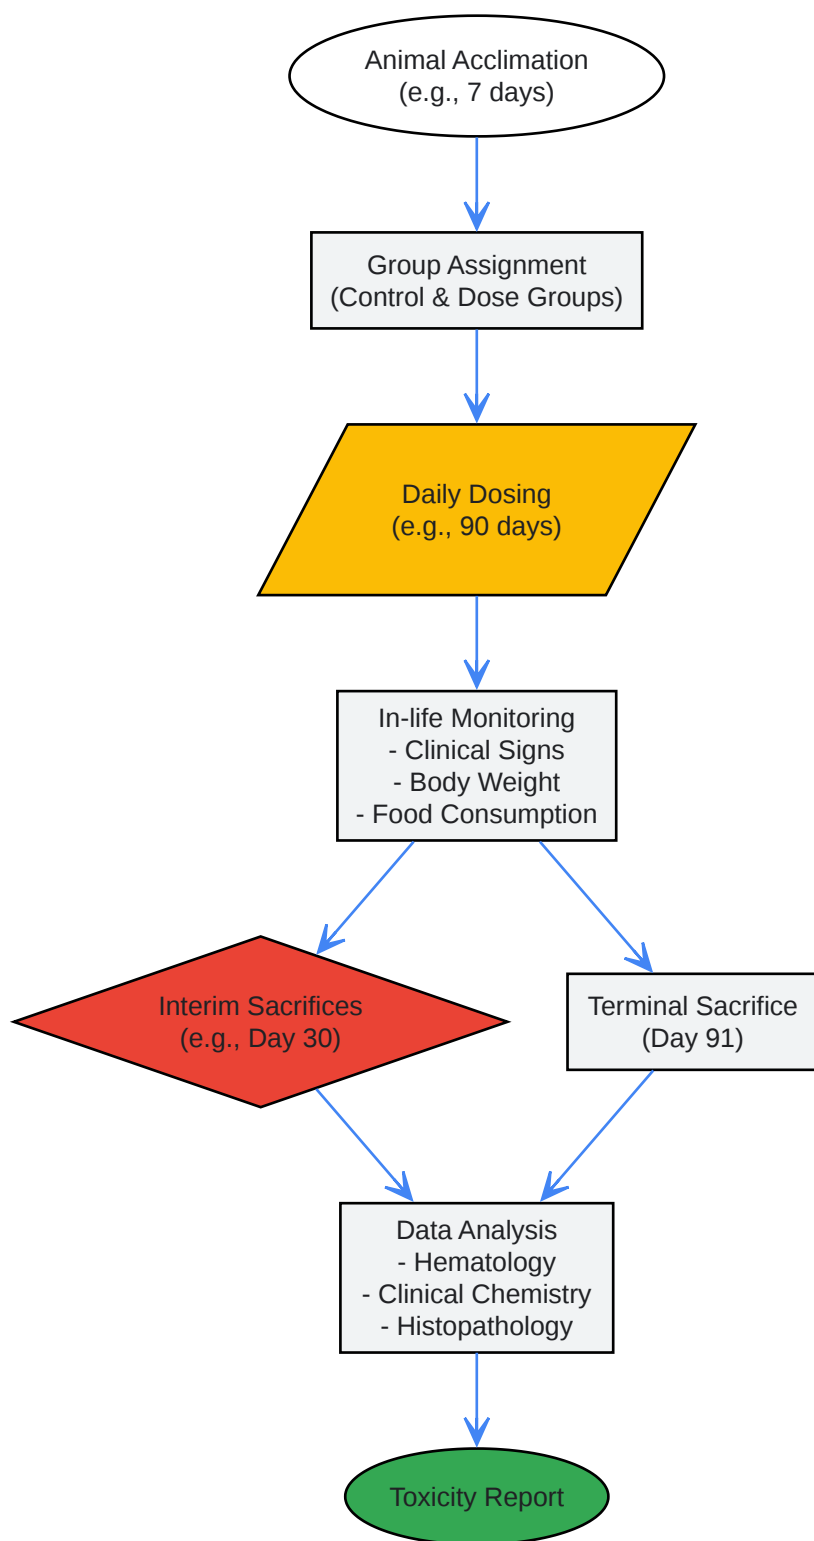 Animal Acclimation
(e.g., 7 days)
Group Assignment
(Control & Dose Groups)
Daily Dosing
(e.g., 90 days)
In-life Monitoring
- Clinical Signs
- Body Weight
- Food Consumption
Interim Sacrifices
(e.g., Day 30)
Terminal Sacrifice
(Day 91)
Data Analysis
- Hematology
- Clinical Chemistry
- Histopathology
Toxicity Report